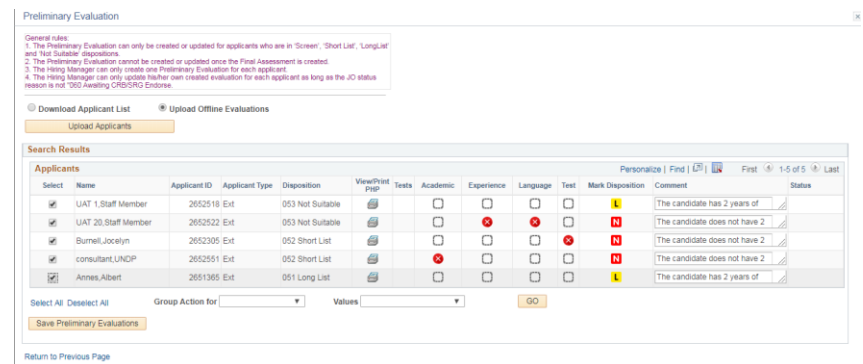 Preliminary Evaluation
General rules:
1. The Preliminary Evaluation can only be created or updated for applicants who are in 'Screen', 'Short List', 'LongList'
and 'Not Suitable' dispositions.
2. The Preliminary Evaluation cannot be created or updated once the Final Assessment is created.
3. The Hiring Manager can only create one Preliminary Evaluation for each applicant.
4. The Hiring Manager can only update his/her own created evaluation for each applicant as long as the JO status
reason is not "060 Awaiting CRB/SRG Endorse.
Download Applicant List Upload Offline Evaluations
Upload Applicants
Search Results
Applicants Personalize | Find | First 1-5 of 5 Last
Select Name Applicant ID Applicant Type Disposition View/Print PHP Tests Academic Experience Language Test Mark Disposition Comment Status
UAT 1,Staff Member 2652518 Ext 053 Not Suitable L The candidate has 2 years of
UAT 20,Staff Member 2652522 Ext 053 Not Suitable N The candidate does not have 2
Burnell,Jocelyn 2652305 Ext 052 Short List N The candidate does not have 2
consultant,UNDP 2652551 Ext 052 Short List N The candidate does not have 2
Annes,Albert 2651365 Ext 051 Long List L The candidate has 2 years of
Select All Deselect All Group Action for Values GO
Save Preliminary Evaluations
Return to Previous Page